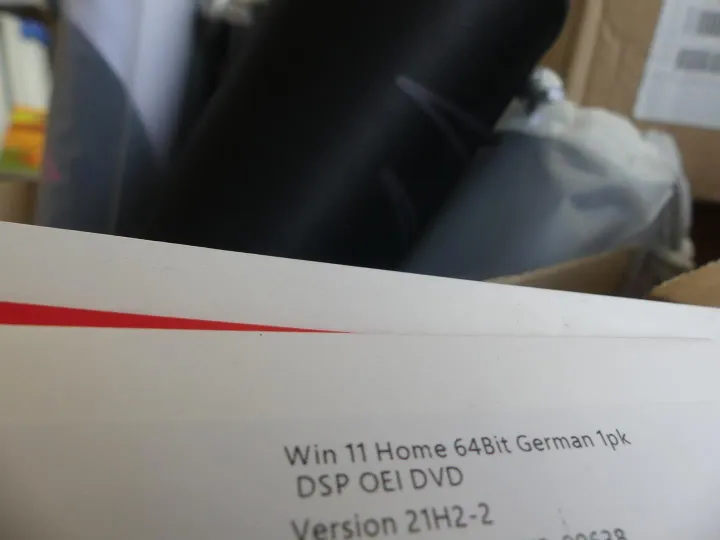 Win 11 Home 64Bit German 1pk
DSP OEI DVD
Version 21H2-2